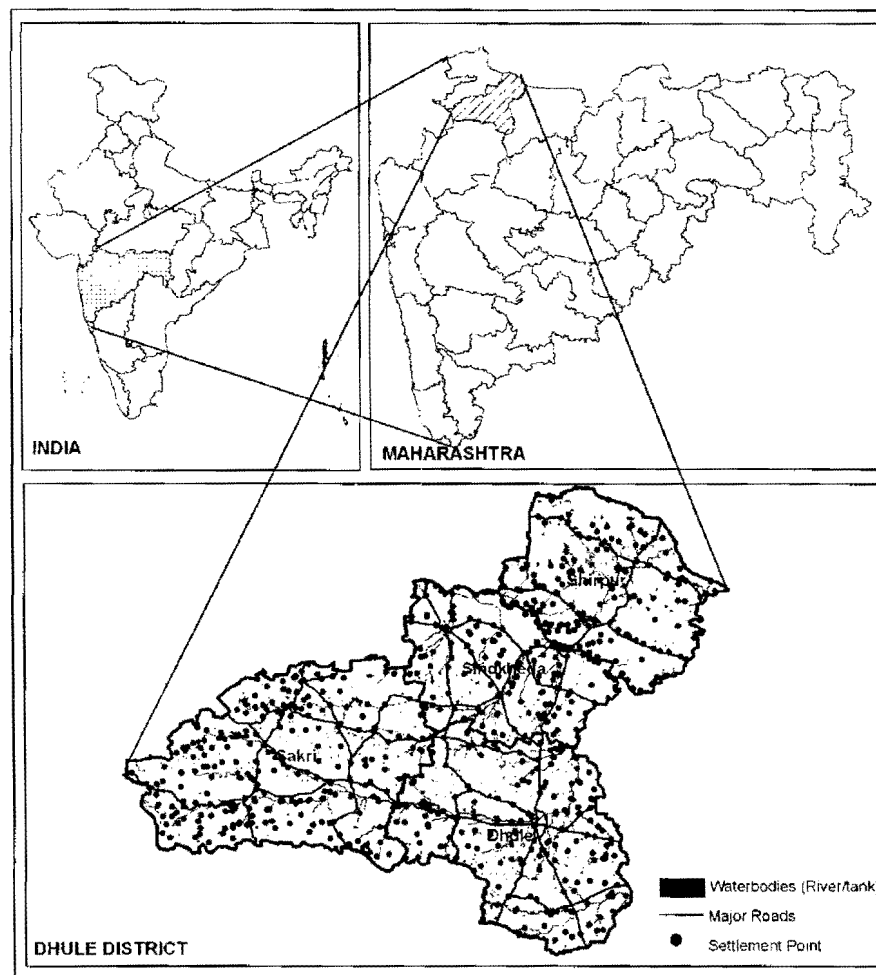 INDIA
MAHARASHTRA
Shirpur
Sindkheda
Sakri
Dhule
Waterbodies (River/tank)
Major Roads
Settlement Point
DHULE DISTRICT